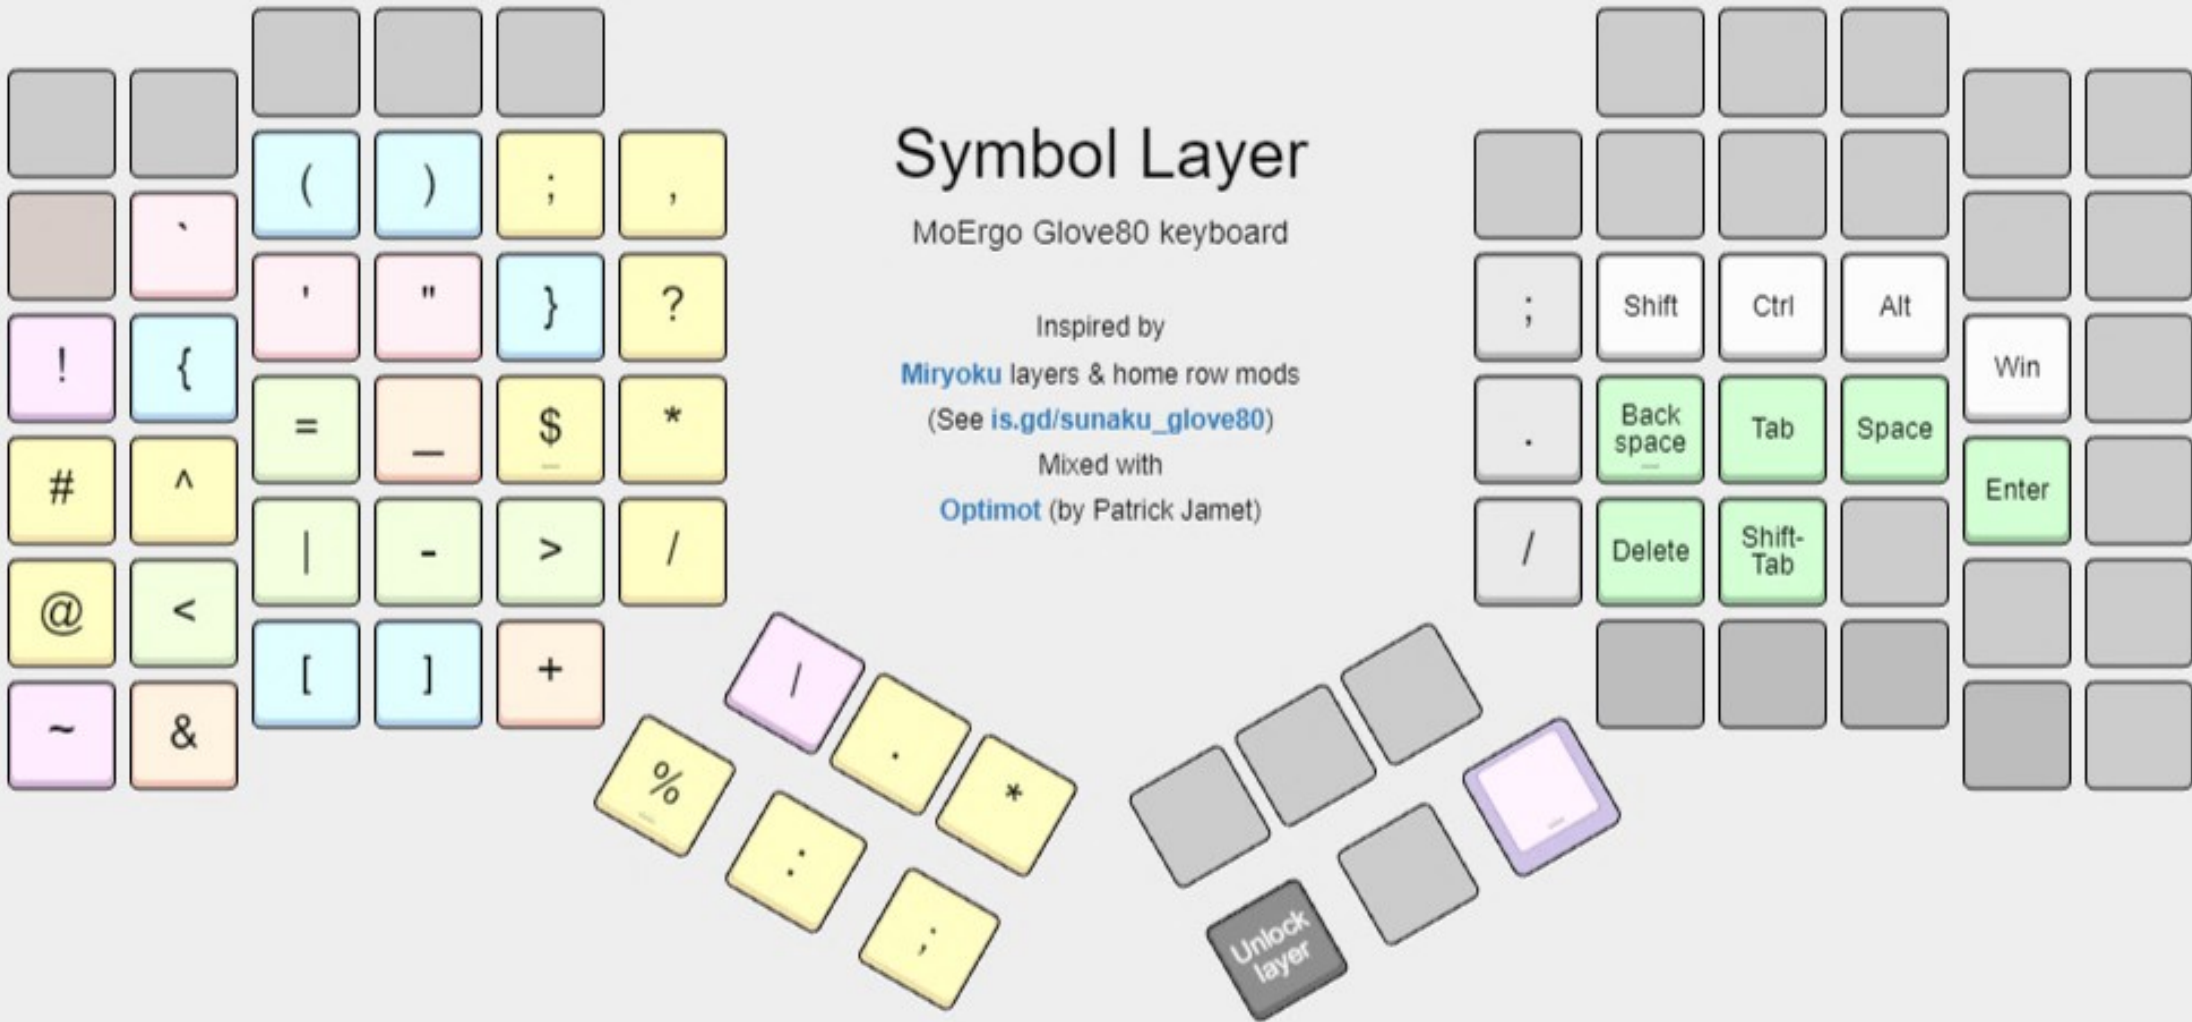 ( ) ; ,
Symbol Layer
`
MoErgo Glove80 keyboard
' " } ?
; Shift Ctrl Alt
! {
Inspired by
Win
Miryoku layers & home row mods
= _ $ *
(See is.gd/sunaku_glove80)
. Back space Tab Space
# ^
Mixed with
Enter
Optimot (by Patrick Jamet)
| - > /
/ Delete Shift-Tab
@ <
[ ] +
~ &
% : ;
. *
Unlock
layer